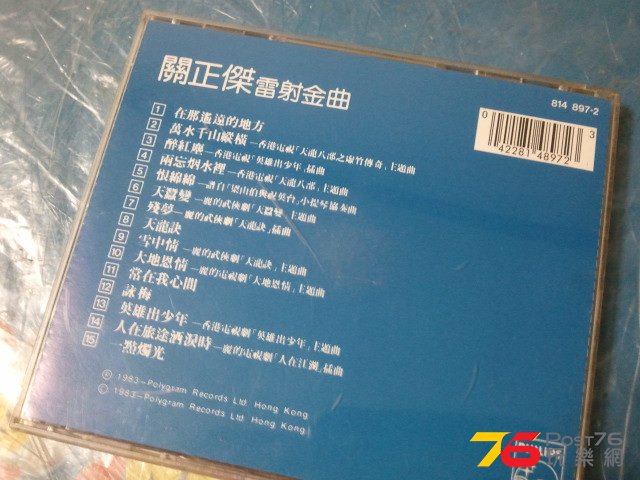 關正傑雷射金曲
814 897-2
0 42281 48972 3
1 在那遙遠的地方
2 萬水千山縱橫—香港電視「天龍八部之虛竹傳奇」主題曲
3 醉紅塵—香港電視「英雄出少年」插曲
4 兩忘烟水裡—香港電視「天龍八部」主題曲
5 恨綿綿—譜自「梁山伯與祝英台」小提琴協奏曲
6 天蠶變—麗的武俠劇「天蠶變」主題曲
7 殘夢—麗的武俠劇「天龍訣」插曲
8 天龍訣
9 雪中情—麗的武俠劇「天龍訣」主題曲
10 大地恩情—麗的電視劇「大地恩情」主題曲
11 常在我心間
12 詠梅
13 英雄出少年—香港電視劇「英雄出少年」主題曲
14 人在旅途洒淚時—麗的電視劇「人在江湖」插曲
15 一點燭光
Ⓟ 1983—Polygram Records Ltd. Hong Kong
© 1983—Polygram Records Ltd. Hong Kong
76 POST76
玩樂網